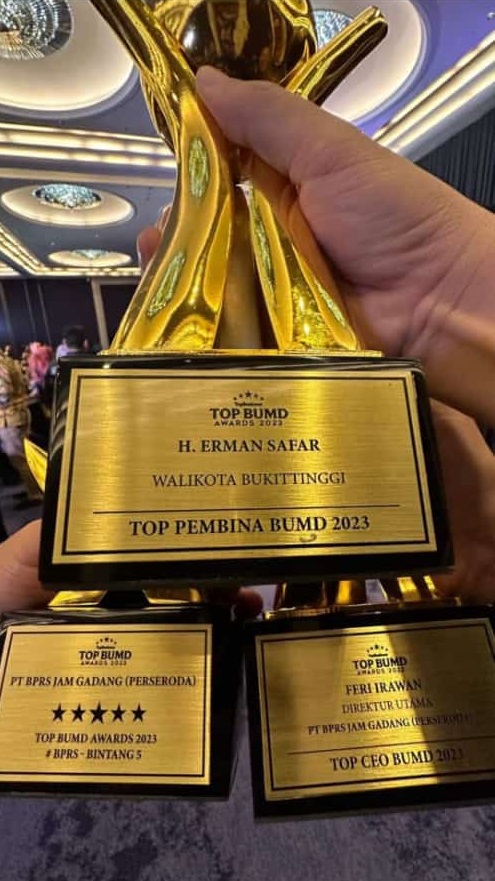 TOP BUMD
AWARDS 2023
H. ERMAN SAFAR
WALIKOTA BUKITTINGGI
TOP PEMBINA BUMD 2023
TOP BUMD
AWARDS 2023
PT BPRS JAM GADANG (PERSERODA)
TOP BUMD AWARDS 2023
# BPRS - BINTANG 5
TOP BUMD
AWARDS 2023
FERI IRAWAN
DIREKTUR UTAMA
PT BPRS JAM GADANG (PERSERODA)
TOP CEO BUMD 2023